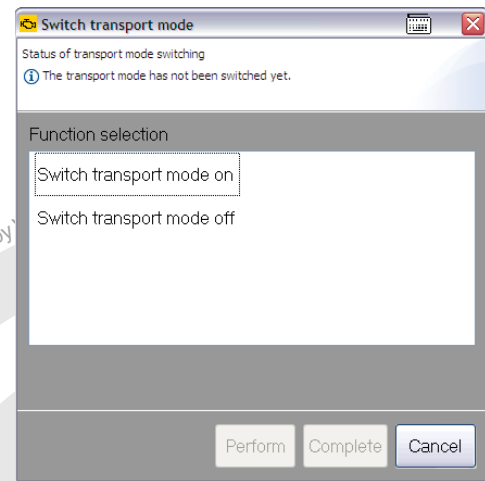 Switch transport mode
Status of transport mode switching
The transport mode has not been switched yet.
Function selection
Switch transport mode on
Switch transport mode off
Perform
Complete
Cancel